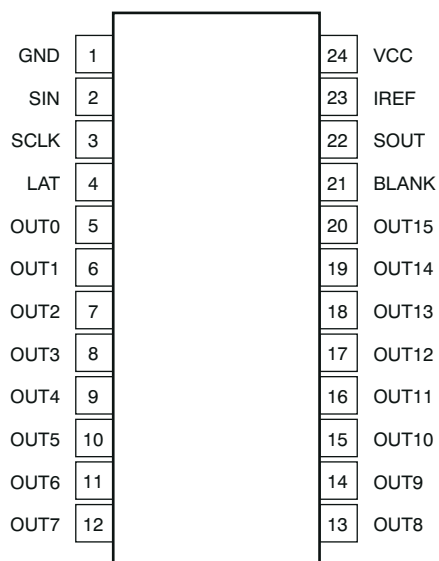 GND 1 24 VCC
SIN 2 23 IREF
SCLK 3 22 SOUT
LAT 4 21 BLANK
OUT0 5 20 OUT15
OUT1 6 19 OUT14
OUT2 7 18 OUT13
OUT3 8 17 OUT12
OUT4 9 16 OUT11
OUT5 10 15 OUT10
OUT6 11 14 OUT9
OUT7 12 13 OUT8